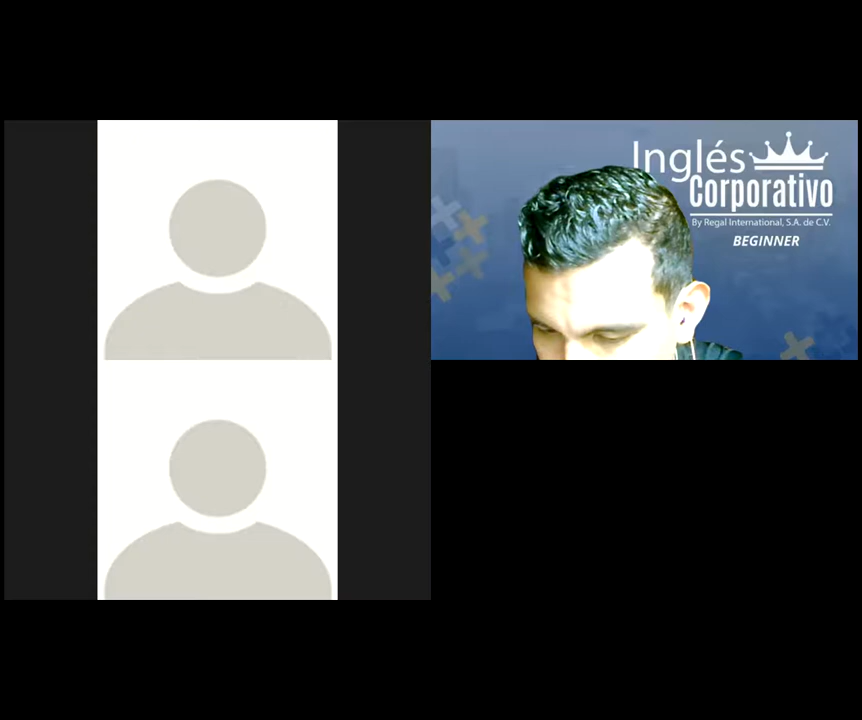 Inglés
Corporativo
By Regal International, S.A. de C.V.
BEGINNER